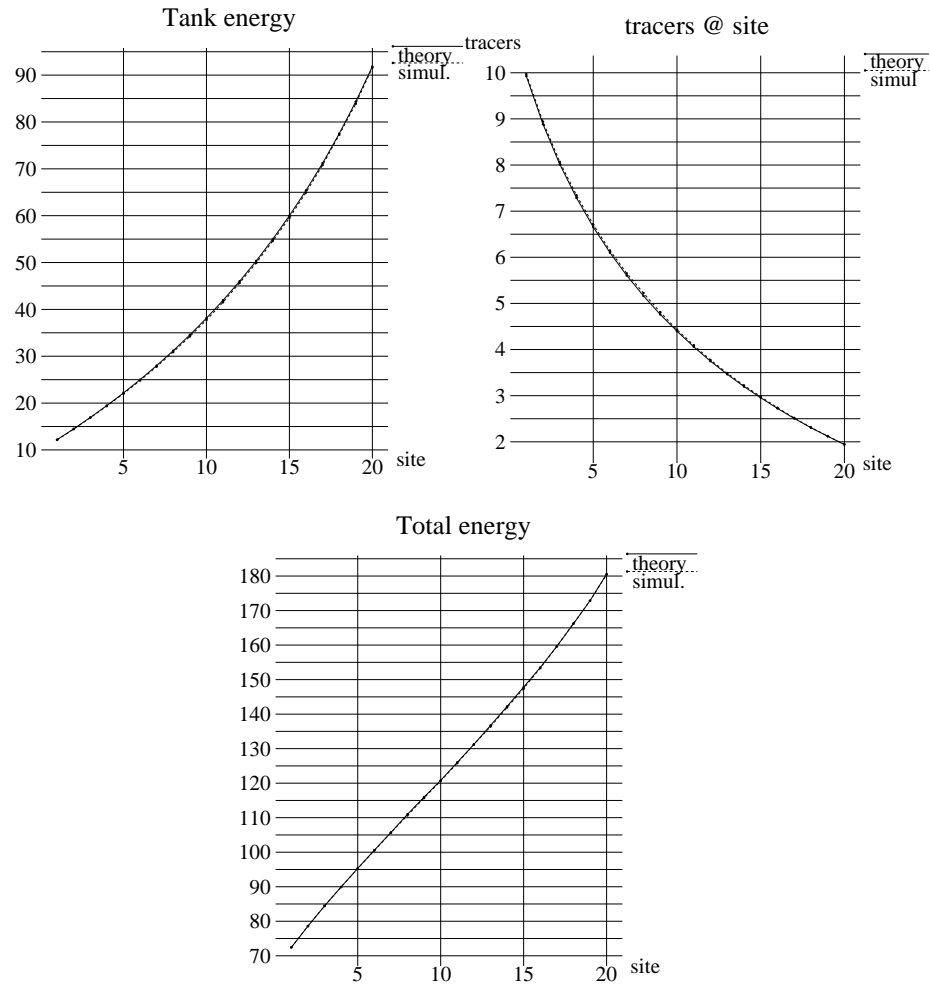 Tank energy
tracers
theory
simul.
90
80
70
60
50
40
30
20
10
5 10 15 20 site
tracers @ site
theory
simul
10
9
8
7
6
5
4
3
2
5 10 15 20 site
Total energy
theory
simul.
180
170
160
150
140
130
120
110
100
90
80
70
5 10 15 20 site